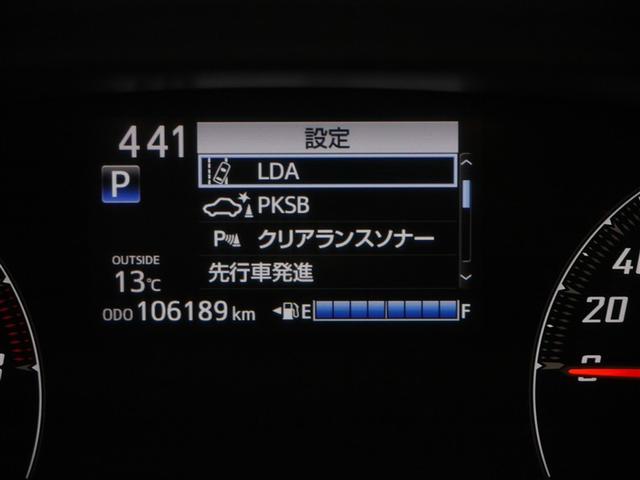 441
設定
P
LDA
PKSB
P クリアランスソナー
先行車発進
OUTSIDE
13℃
ODO 106189 km
E F
40
20
0